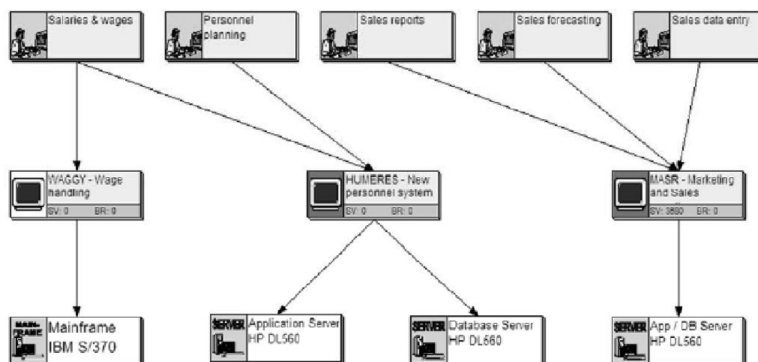 Salaries & wages
Personnel
planning
Sales reports
Sales forecasting
Sales data entry
WAGGY - Wage
handling
SV: 0 BR: 0
HUMERES - New
personnel system
SV: 0 BR: 0
MASR - Marketing
and Sales
BR: 0
MAIN-
FRAME
Mainframe
IBM S/370
SERVER
Application Server
HP DL560
SERVER
Database Server
HP DL560
SERVER
App / DB Server
HP DL560